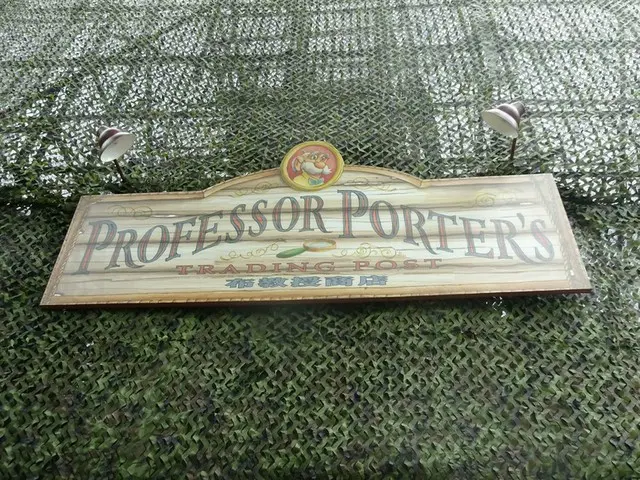 PROFESSOR PORTER'S
TRADING POST
布教授商店